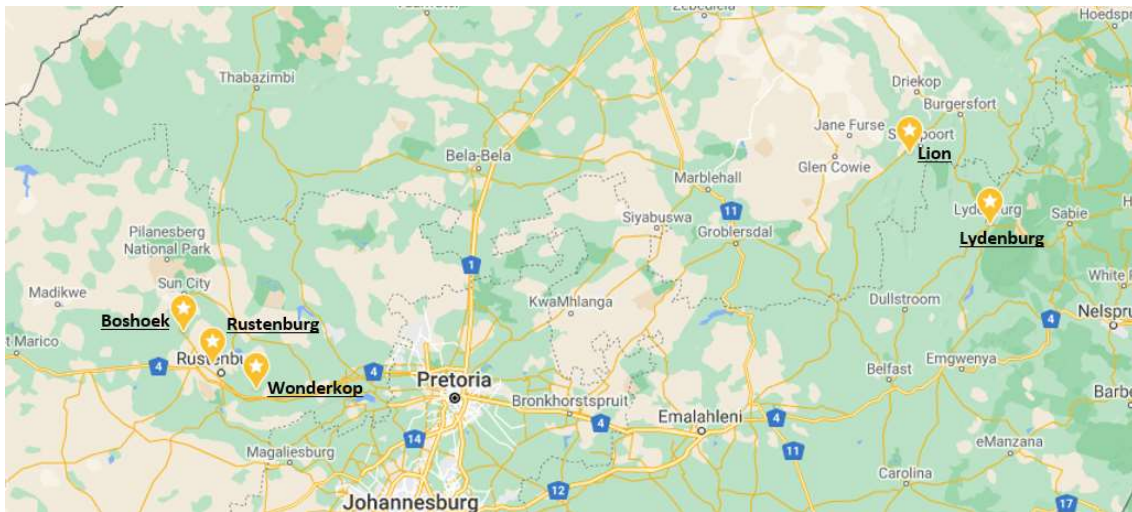 Zebediela
Hoedspr
Thabazimbi
Driekop
Burgersfort
Jane Furse
Bela-Bela
Glen Cowie
Lion
Marblehall
11
Siyabuswa
Groblersdal
Sabie
Lydenburg
Pilanesberg
National Park
1
Sun City
Madikwe
KwaMhlanga
Dullstroom
White R
Boshoek
Rustenburg
4
Nelspru
t Marico
4
Rustenbu
4
Wonderkop
Pretoria
Belfast
Emgwenya
Barbe
Bronkhorstspruit
Emalahleni
4
4
14
Magaliesburg
11
eManzana
Carolina
12
17
Johannesburg